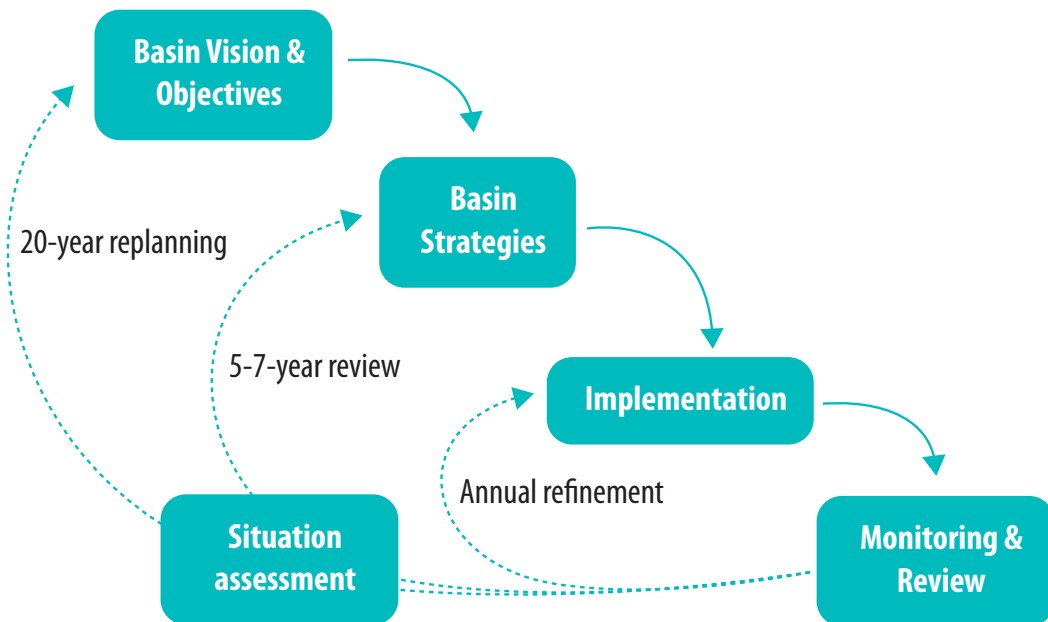 Basin Vision &
Objectives
Basin
Strategies
20-year replanning
5-7-year review
Implementation
Annual refinement
Situation
assessment
Monitoring &
Review